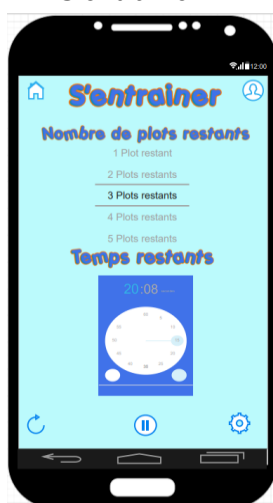 12:00
S'entrainer
Nombre de plots restants
1 Plot restant
2 Plots restants
3 Plots restants
4 Plots restants
5 Plots restants
Temps restants
20:08